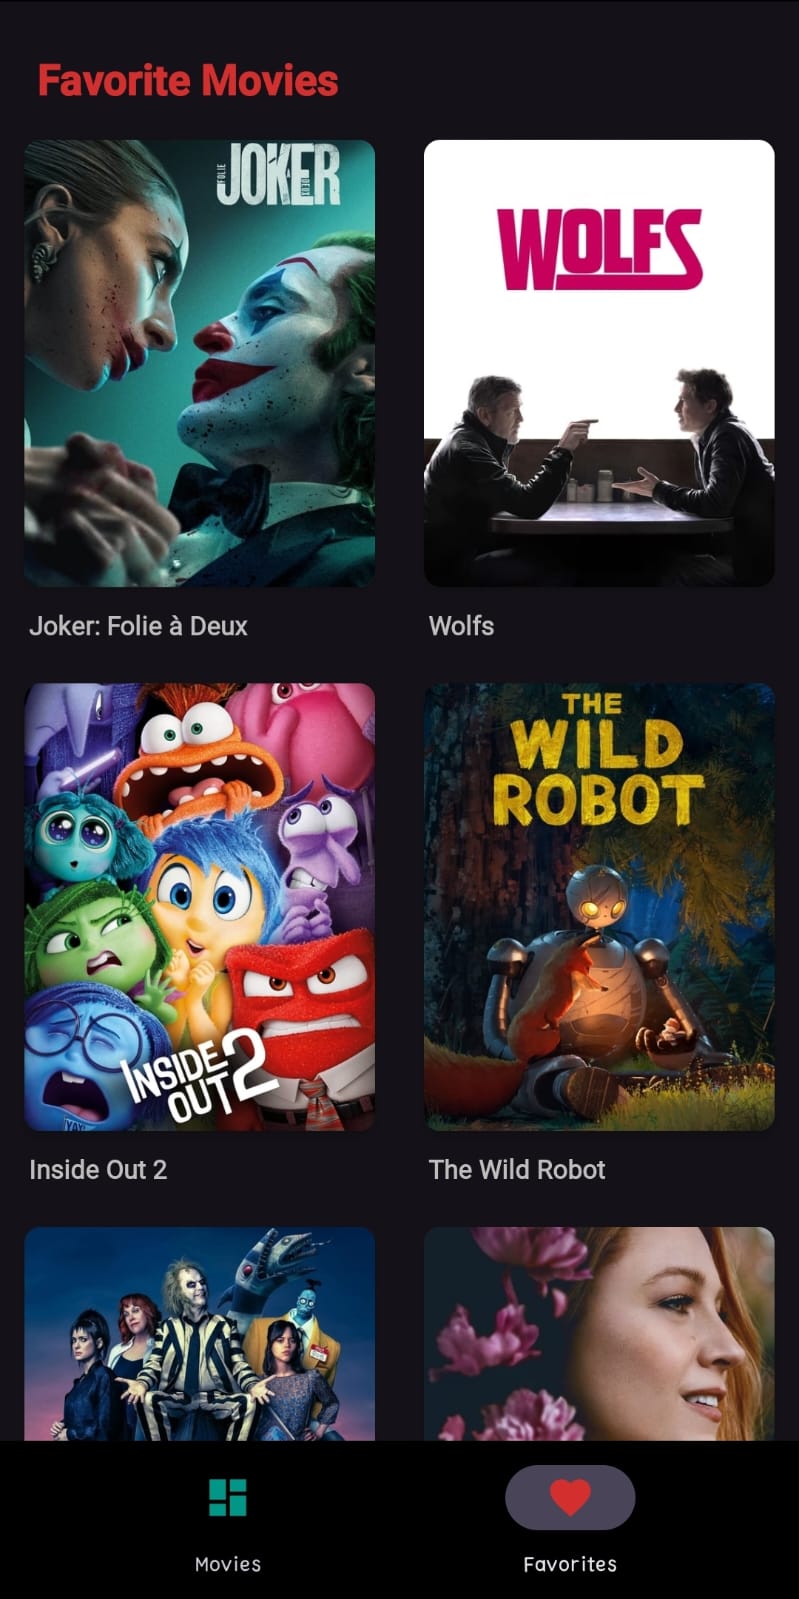 Favorite Movies
FOLIE
JOKER
À DEUX
WOLFS
Joker: Folie à Deux
Wolfs
INSIDE
OUT 2
YAY!
THE
WILD
ROBOT
Inside Out 2
The Wild Robot
Movies
Favorites